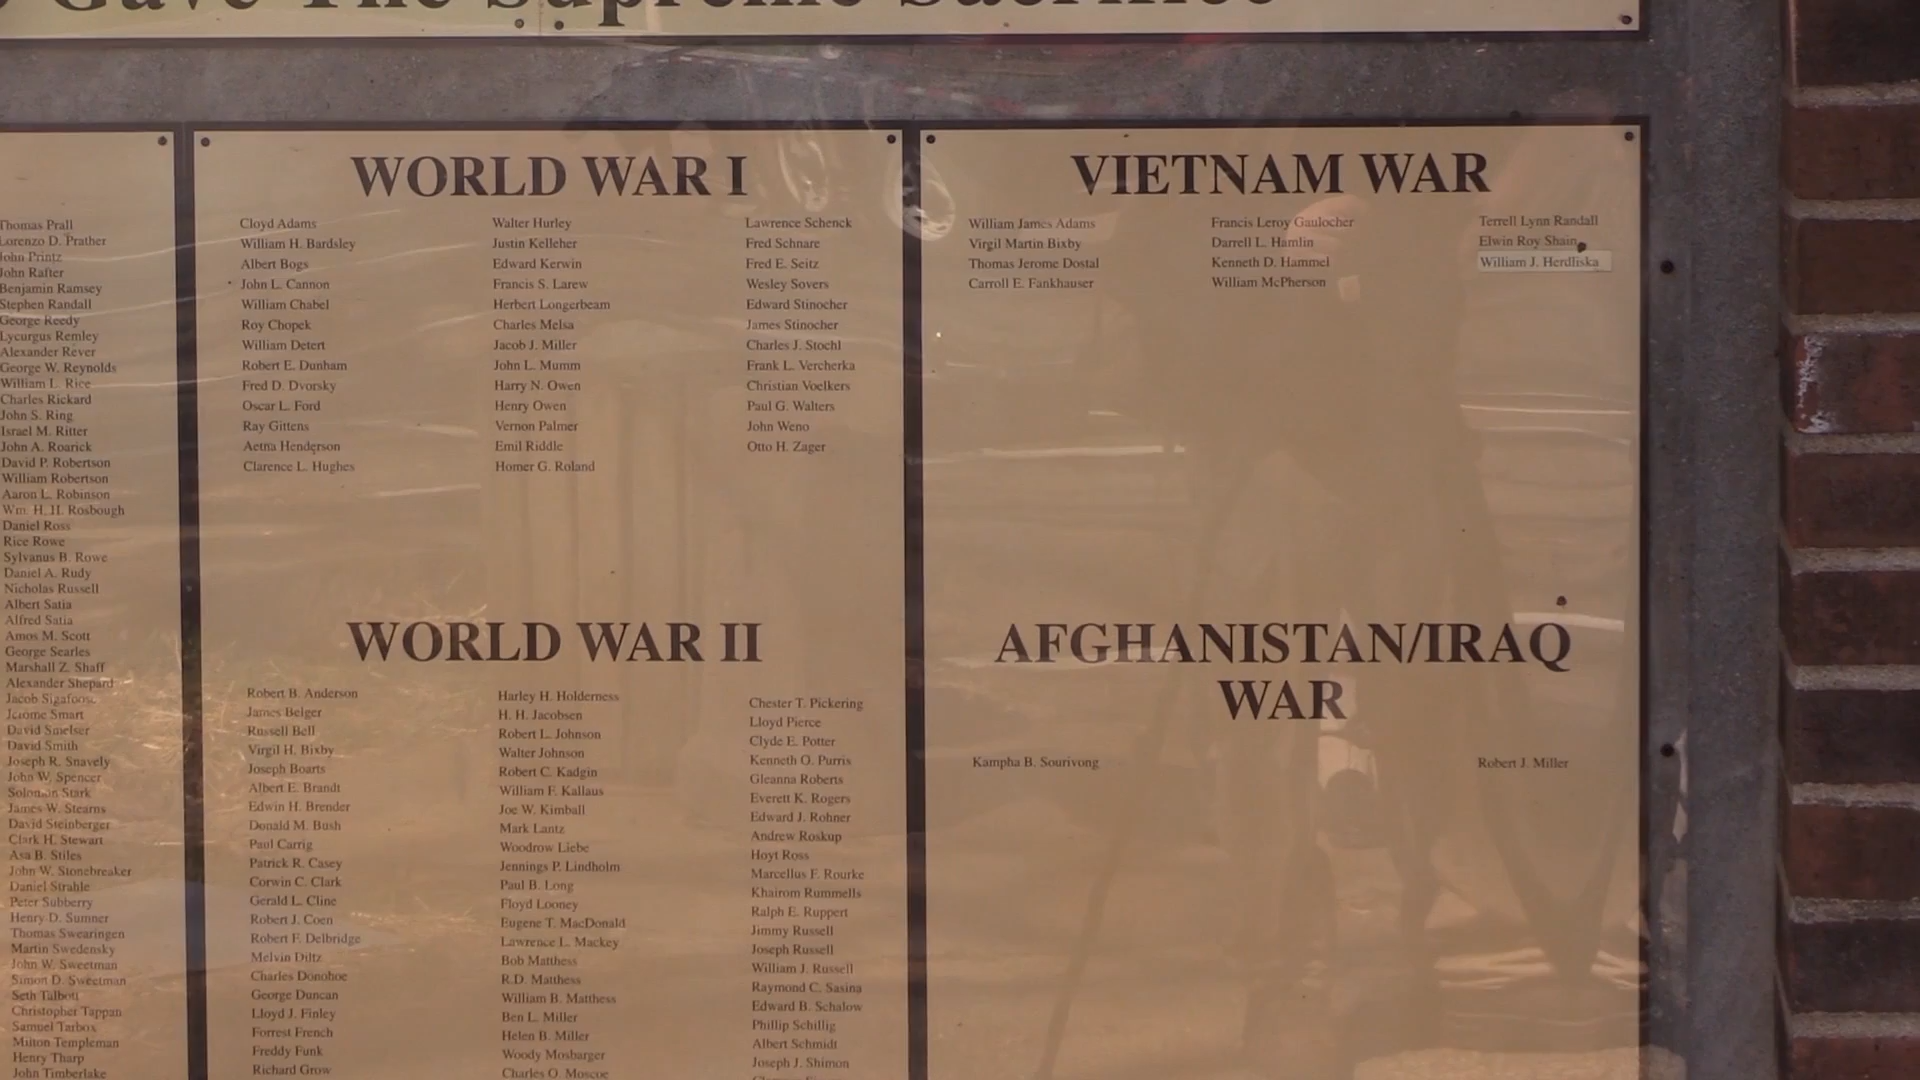 Gave The Supreme Sacrifice
Thomas Prall
Lorenzo D. Prather
John Printz
John Rafter
Benjamin Ramsey
Stephen Randall
George Reedy
Lycurgus Remley
Alexander Rever
George W. Reynolds
William L. Rice
Charles Rickard
John S. Ring
Israel M. Ritter
John A. Roarick
David P. Robertson
William Robertson
Aaron L. Robinson
Wm. H. H. Rosbough
Daniel Ross
Rice Rowe
Sylvanus B. Rowe
Daniel A. Rudy
Nicholas Russell
Albert Satia
Alfred Satia
Amos M. Scott
George Searles
Marshall Z. Shaff
Alexander Shepard
Jacob Sigafoose
Jerome Smart
David Smelser
David Smith
Joseph R. Snavely
John W. Spencer
Solomon Stark
James W. Stearns
David Steinberger
Clark H. Stewart
Asa B. Stiles
John W. Stonebreaker
Daniel Strahle
Peter Subberry
Henry D. Sumner
Thomas Swearingen
Martin Swedensky
John W. Sweetman
Simon D. Sweetman
Seth Talbott
Christopher Tappan
Samuel Tarbox
Milton Templeman
Henry Tharp
John Timberlake
WORLD WAR I
Cloyd Adams
William H. Bardsley
Albert Bogs
John L. Cannon
William Chabel
Roy Chopek
William Detert
Robert E. Dunham
Fred D. Dvorsky
Oscar L. Ford
Ray Gittens
Aetna Henderson
Clarence L. Hughes
Walter Hurley
Justin Kelleher
Edward Kerwin
Francis S. Larew
Herbert Longerbeam
Charles Melsa
Jacob J. Miller
John L. Mumm
Harry N. Owen
Henry Owen
Vernon Palmer
Emil Riddle
Homer G. Roland
Lawrence Schenck
Fred Schnare
Fred E. Seitz
Wesley Sovers
Edward Stinocher
James Stinocher
Charles J. Stochl
Frank L. Vercherka
Christian Voelkers
Paul G. Walters
John Weno
Otto H. Zager
WORLD WAR II
Robert B. Anderson
James Belger
Russell Bell
Virgil H. Bixby
Joseph Boarts
Albert E. Brandt
Edwin H. Brender
Donald M. Bush
Paul Carrig
Patrick R. Casey
Corwin C. Clark
Gerald L. Cline
Robert J. Coen
Robert F. Delbridge
Melvin Diltz
Charles Donohoe
George Duncan
Lloyd J. Finley
Forrest French
Freddy Funk
Richard Grow
Harley H. Holderness
H. H. Jacobsen
Robert L. Johnson
Walter Johnson
Robert C. Kadgin
William F. Kallaus
Joe W. Kimball
Mark Lantz
Woodrow Liebe
Jennings P. Lindholm
Paul B. Long
Floyd Looney
Eugene T. MacDonald
Lawrence L. Mackey
Bob Matthess
R.D. Matthess
William B. Matthess
Ben L. Miller
Helen B. Miller
Woody Mosbarger
Charles O. Moscoe
Chester T. Pickering
Lloyd Pierce
Clyde E. Potter
Kenneth O. Purris
Gleanna Roberts
Everett K. Rogers
Edward J. Rohner
Andrew Roskup
Hoyt Ross
Marcellus F. Rourke
Khairom Rummells
Ralph E. Ruppert
Jimmy Russell
Joseph Russell
William J. Russell
Raymond C. Sasina
Edward B. Schalow
Phillip Schillig
Albert Schmidt
Joseph J. Shimon
VIETNAM WAR
William James Adams
Virgil Martin Bixby
Thomas Jerome Dostal
Carroll E. Fankhauser
Francis Leroy Gaulocher
Darrell L. Hamlin
Kenneth D. Hammel
William McPherson
Terrell Lynn Randall
Elwin Roy Shain
William J. Herdliska
AFGHANISTAN/IRAQ
WAR
Kampha B. Sourivong
Robert J. Miller